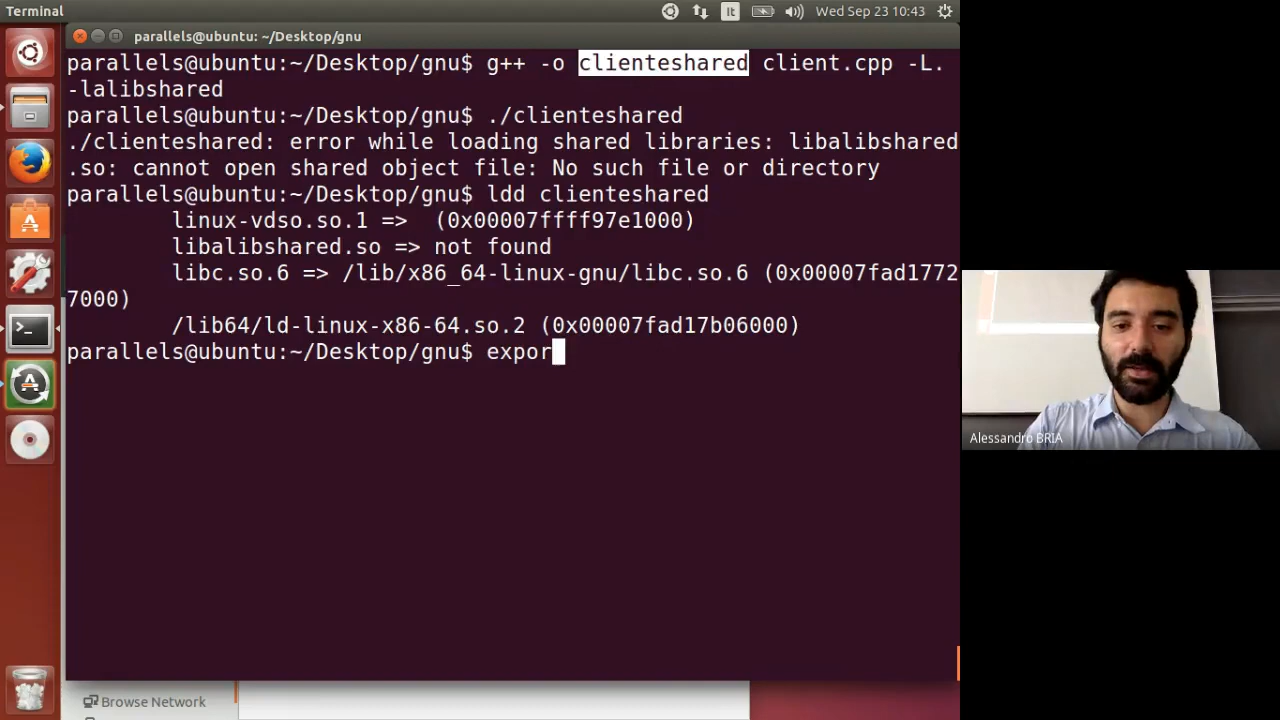 Terminal
It
Wed Sep 23 10:43
parallels@ubuntu: ~/Desktop/gnu
parallels@ubuntu:~/Desktop/gnu$ g++ -o clienteshared client.cpp -L.
-lalibshared
parallels@ubuntu:~/Desktop/gnu$ ./clienteshared
./clienteshared: error while loading shared libraries: libalibshared
.so: cannot open shared object file: No such file or directory
parallels@ubuntu:~/Desktop/gnu$ ldd clienteshared
linux-vdso.so.1 =>  (0x00007ffff97e1000)
libalibshared.so => not found
libc.so.6 => /lib/x86_64-linux-gnu/libc.so.6 (0x00007fad1772
7000)
/lib64/ld-linux-x86-64.so.2 (0x00007fad17b06000)
parallels@ubuntu:~/Desktop/gnu$ expor
Alessandro BRIA
Browse Network